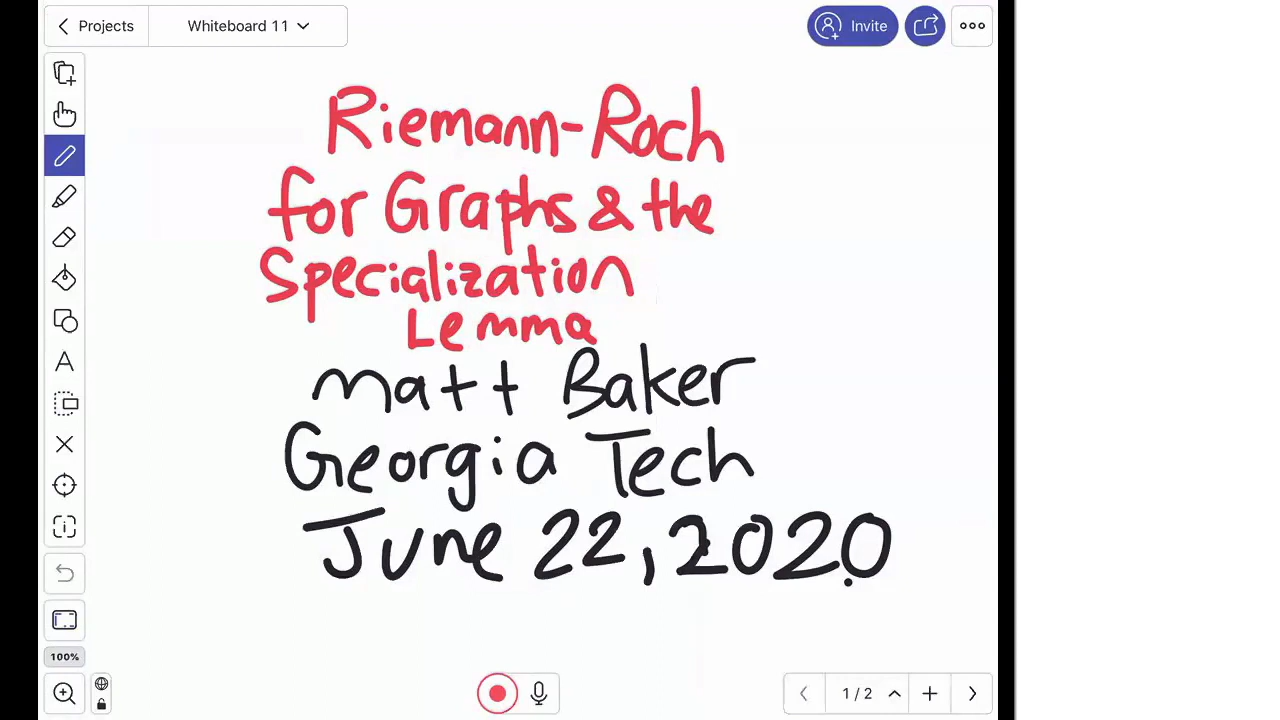 Projects
Whiteboard 11
Invite
Riemann-Roch
for Graphs & the
Specialization
Lemma
Matt Baker
Georgia Tech
June 22, 2020
A
100%
1/2